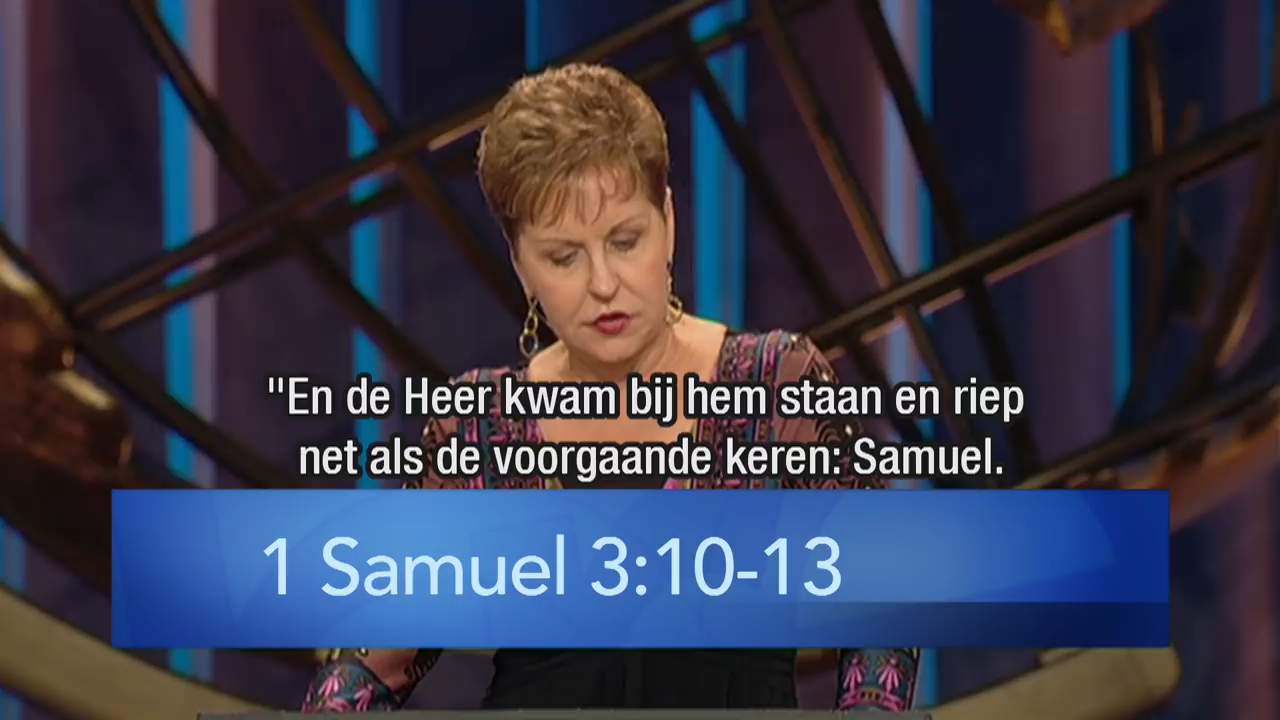 "En de Heer kwam bij hem staan en riep
net als de voorgaande keren: Samuel.
1 Samuel 3:10-13